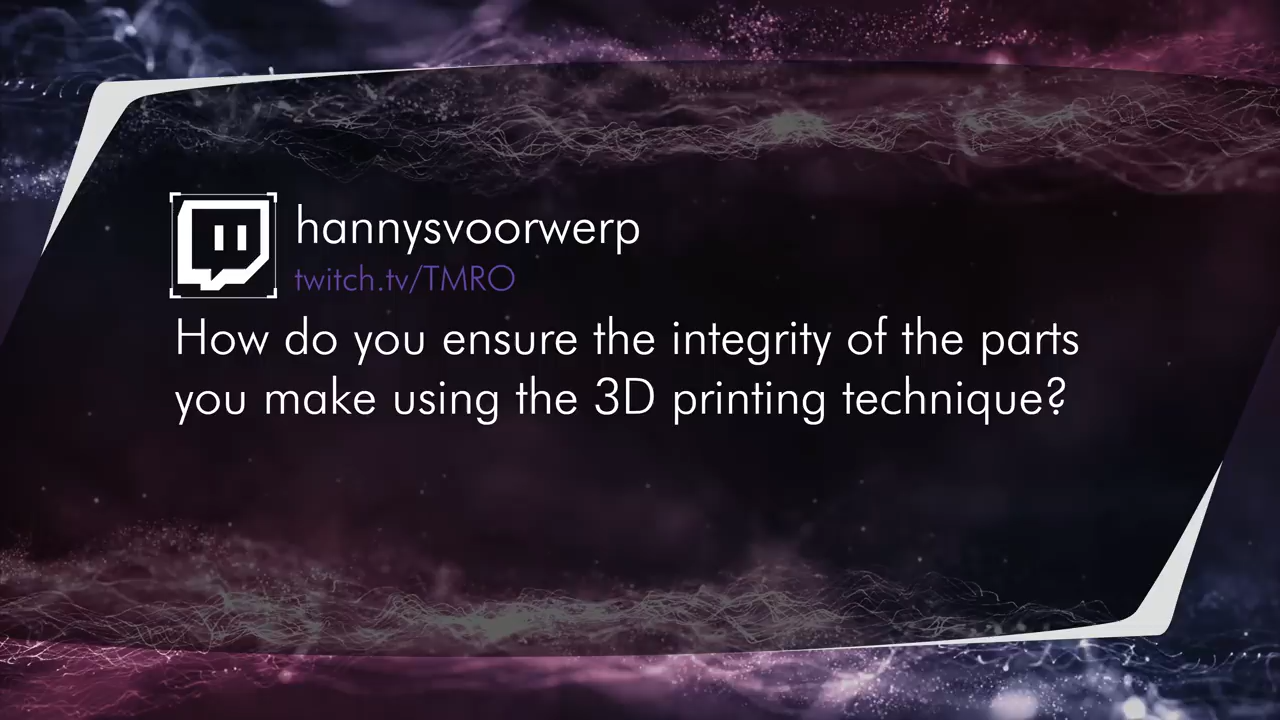 hannysvoorwerp
twitch.tv/TMRO
How do you ensure the integrity of the parts
you make using the 3D printing technique?